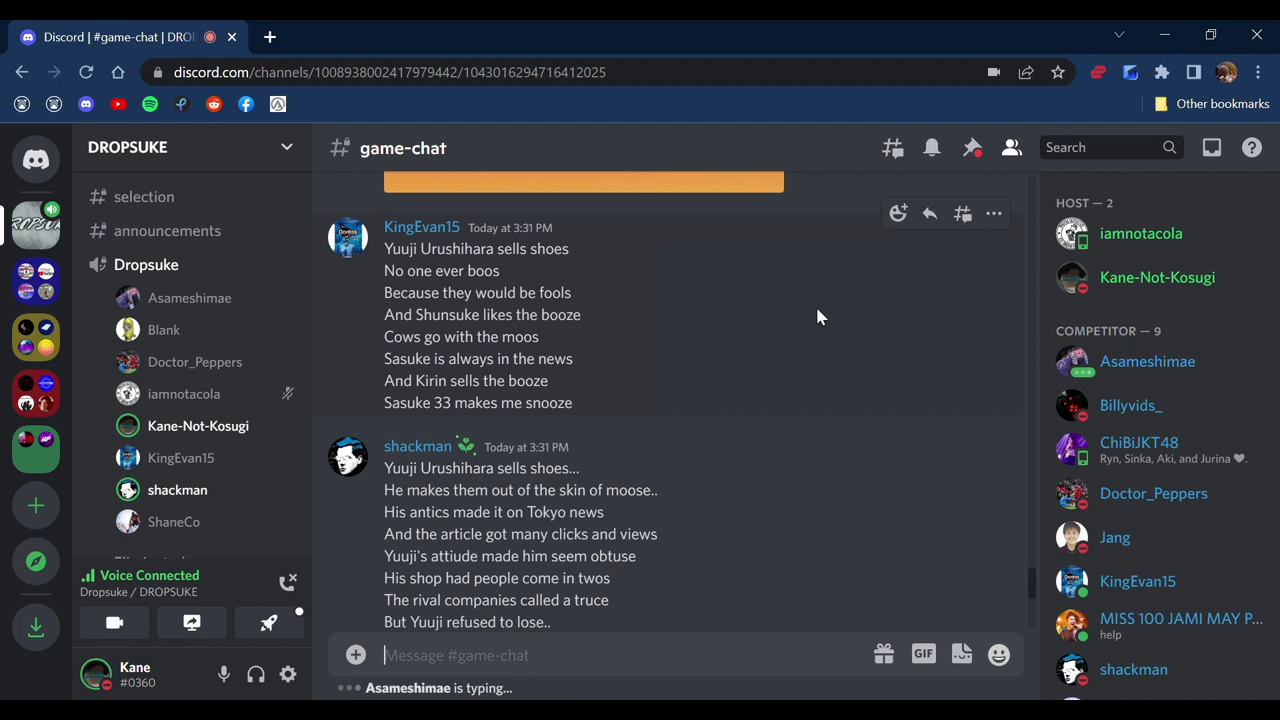 Discord | #game-chat | DRO
discord.com/channels/1008938002417979442/1043016294716412025
Other bookmarks
DROPSUKE
game-chat
Search
DROPSUKE
selection
announcements
Dropsuke
Asameshimae
Blank
Doctor_Peppers
iamnotacola
Kane-Not-Kosugi
KingEvan15
shackman
ShaneCo
Voice Connected
Dropsuke / DROPSUKE
Kane
#0360
KingEvan15 Today at 3:31 PM
Yuuji Urushihara sells shoes
No one ever boos
Because they would be fools
And Shunsuke likes the booze
Cows go with the moos
Sasuke is always in the news
And Kirin sells the booze
Sasuke 33 makes me snooze
shackman Today at 3:31 PM
Yuuji Urushihara sells shoes...
He makes them out of the skin of moose..
His antics made it on Tokyo news
And the article got many clicks and views
Yuuji's attiude made him seem obtuse
His shop had people come in twos
The rival companies called a truce
But Yuuji refused to lose..
Message #game-chat
GIF
Asameshimae is typing...
HOST — 2
iamnotacola
Kane-Not-Kosugi
COMPETITOR — 9
Asameshimae
Billyvids_
ChiBiJKT48
Ryn, Sinka, Aki, and Jurina ♥.
Doctor_Peppers
Jang
KingEvan15
MISS 100 JAMI MAY P...
help
shackman